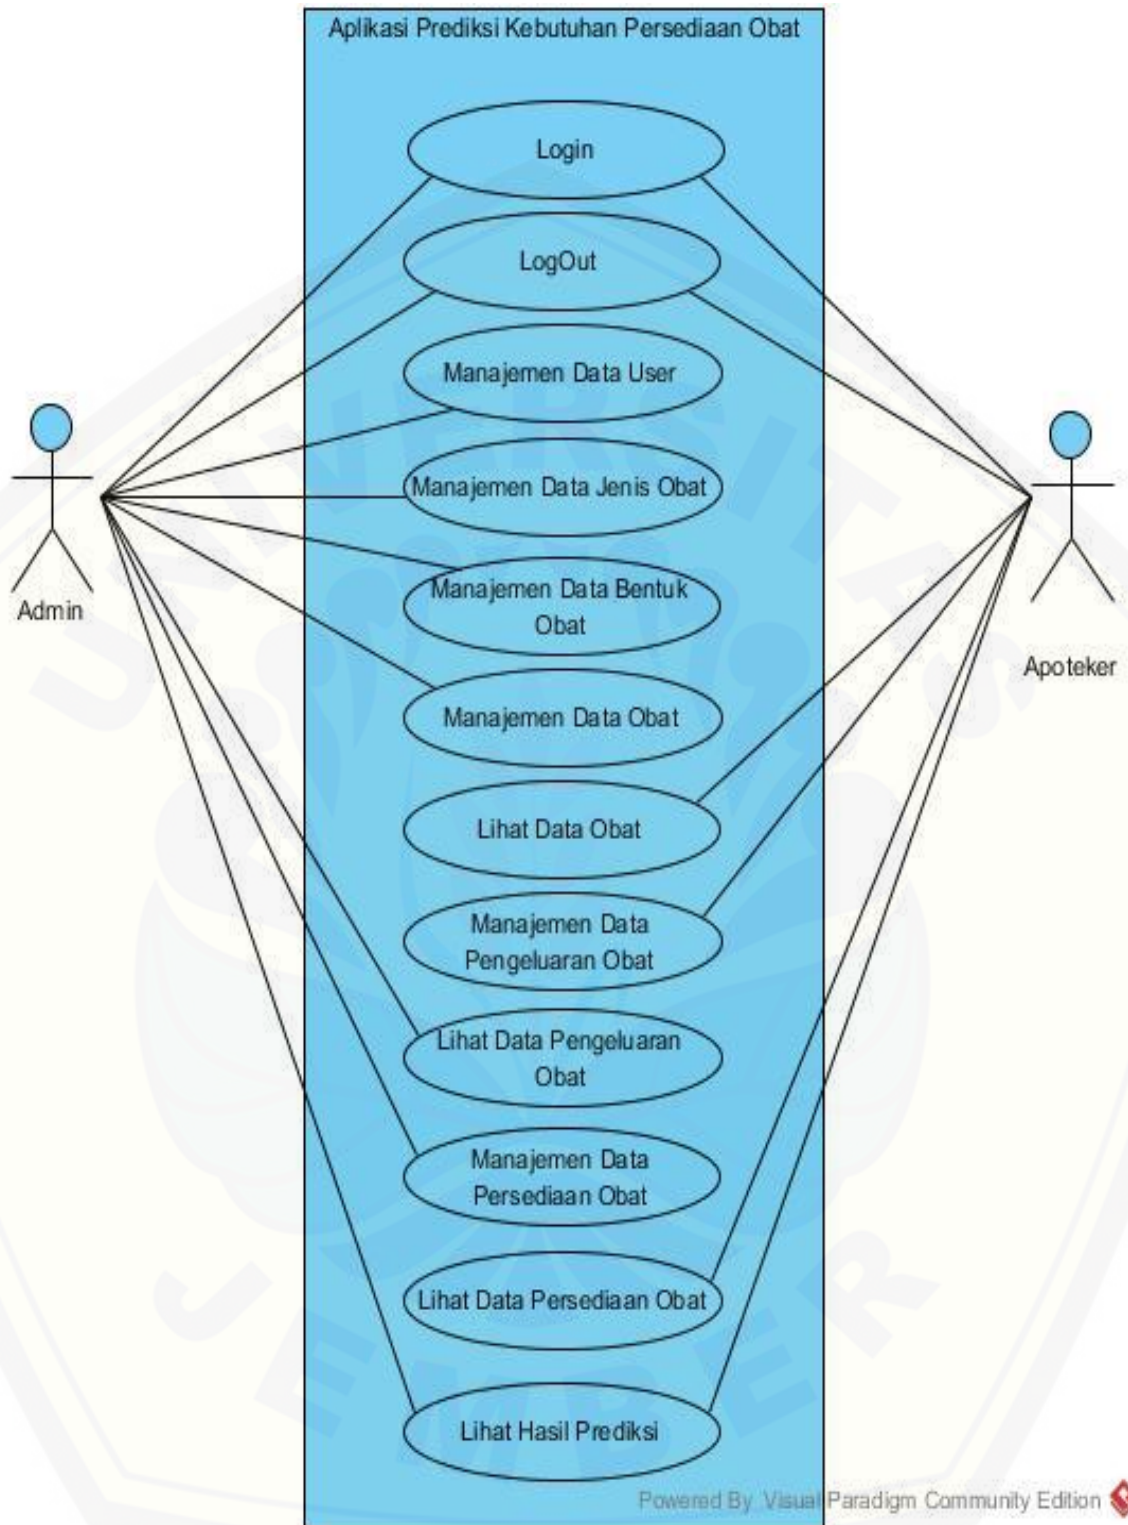 Aplikasi Prediksi Kebutuhan Persediaan Obat
Login
LogOut
Manajemen Data User
Manajemen Data Jenis Obat
Manajemen Data Bentuk
Obat
Manajemen Data Obat
Lihat Data Obat
Manajemen Data
Pengeluaran Obat
Lihat Data Pengeluaran
Obat
Manajemen Data
Persediaan Obat
Lihat Data Persediaan Obat
Lihat Hasil Prediksi
Admin
Apoteker
UNIVERSITAS
JEMBER
Powered By Visual Paradigm Community Edition